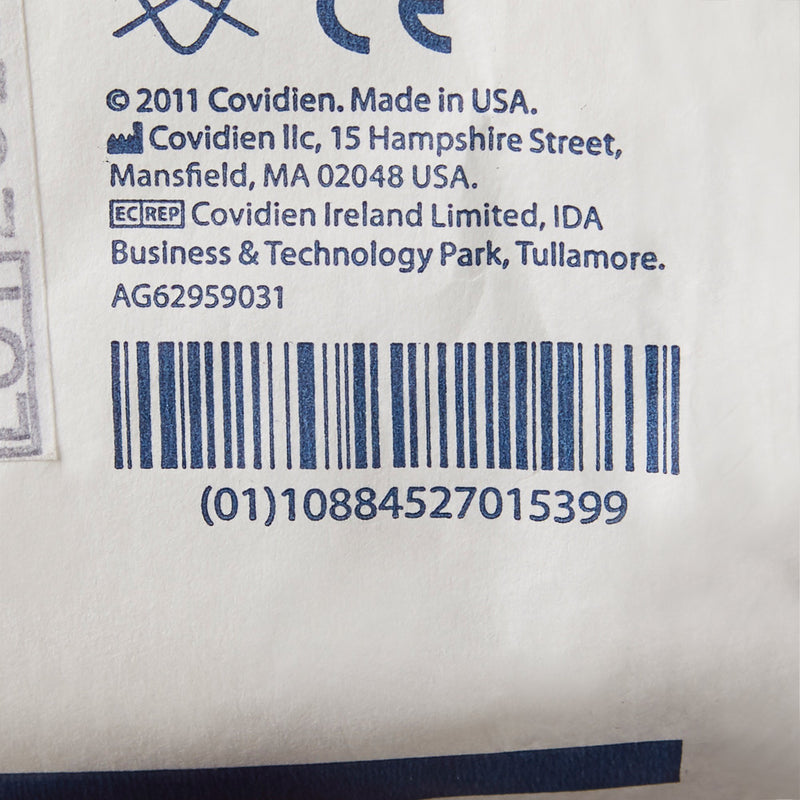 CE
© 2011 Covidien. Made in USA.
Covidien llc, 15 Hampshire Street,
Mansfield, MA 02048 USA.
EC REP Covidien Ireland Limited, IDA
Business & Technology Park, Tullamore.
AG62959031
(01)10884527015399
LOT